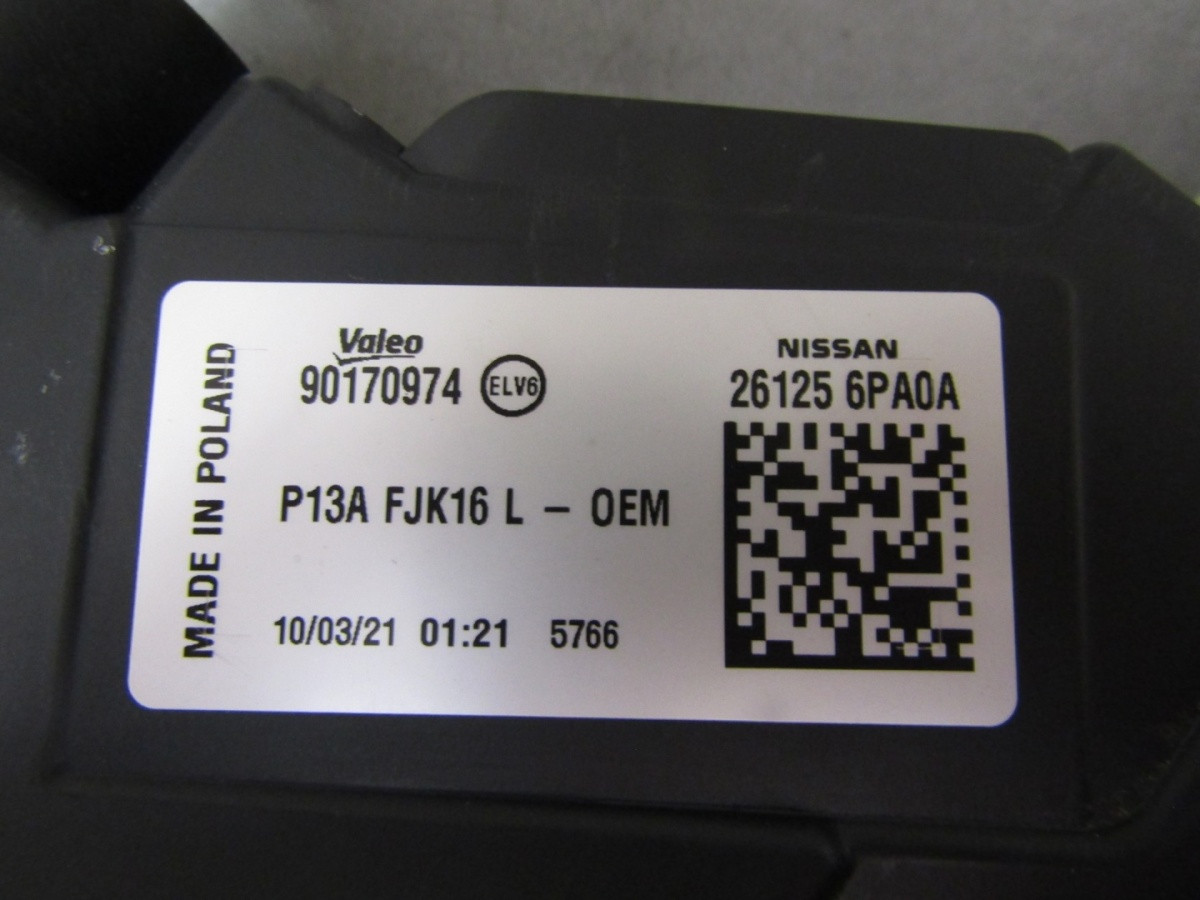 MADE IN POLAND
Valeo
90170974 ELV6
P13A FJK16 L – OEM
10/03/21 01:21 5766
NISSAN
26125 6PA0A